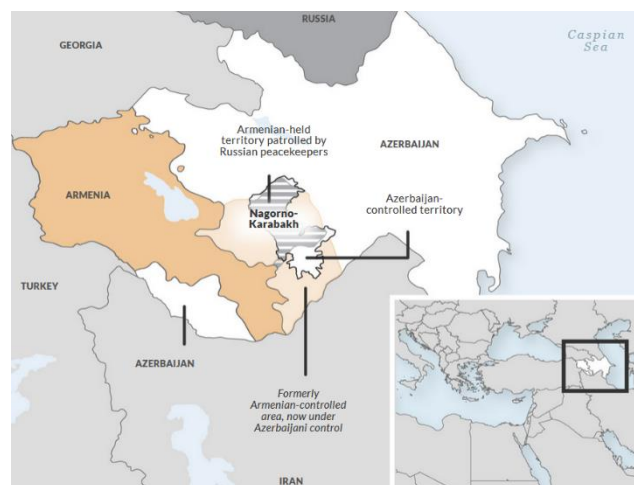 RUSSIA
GEORGIA
Caspian
Sea
Armenian-held
territory patrolled by
Russian peacekeepers
AZERBAIJAN
ARMENIA
Azerbaijan-
controlled territory
Nagorno-
Karabakh
TURKEY
AZERBAIJAN
Formerly
Armenian-controlled
area, now under
Azerbaijani control
IRAN